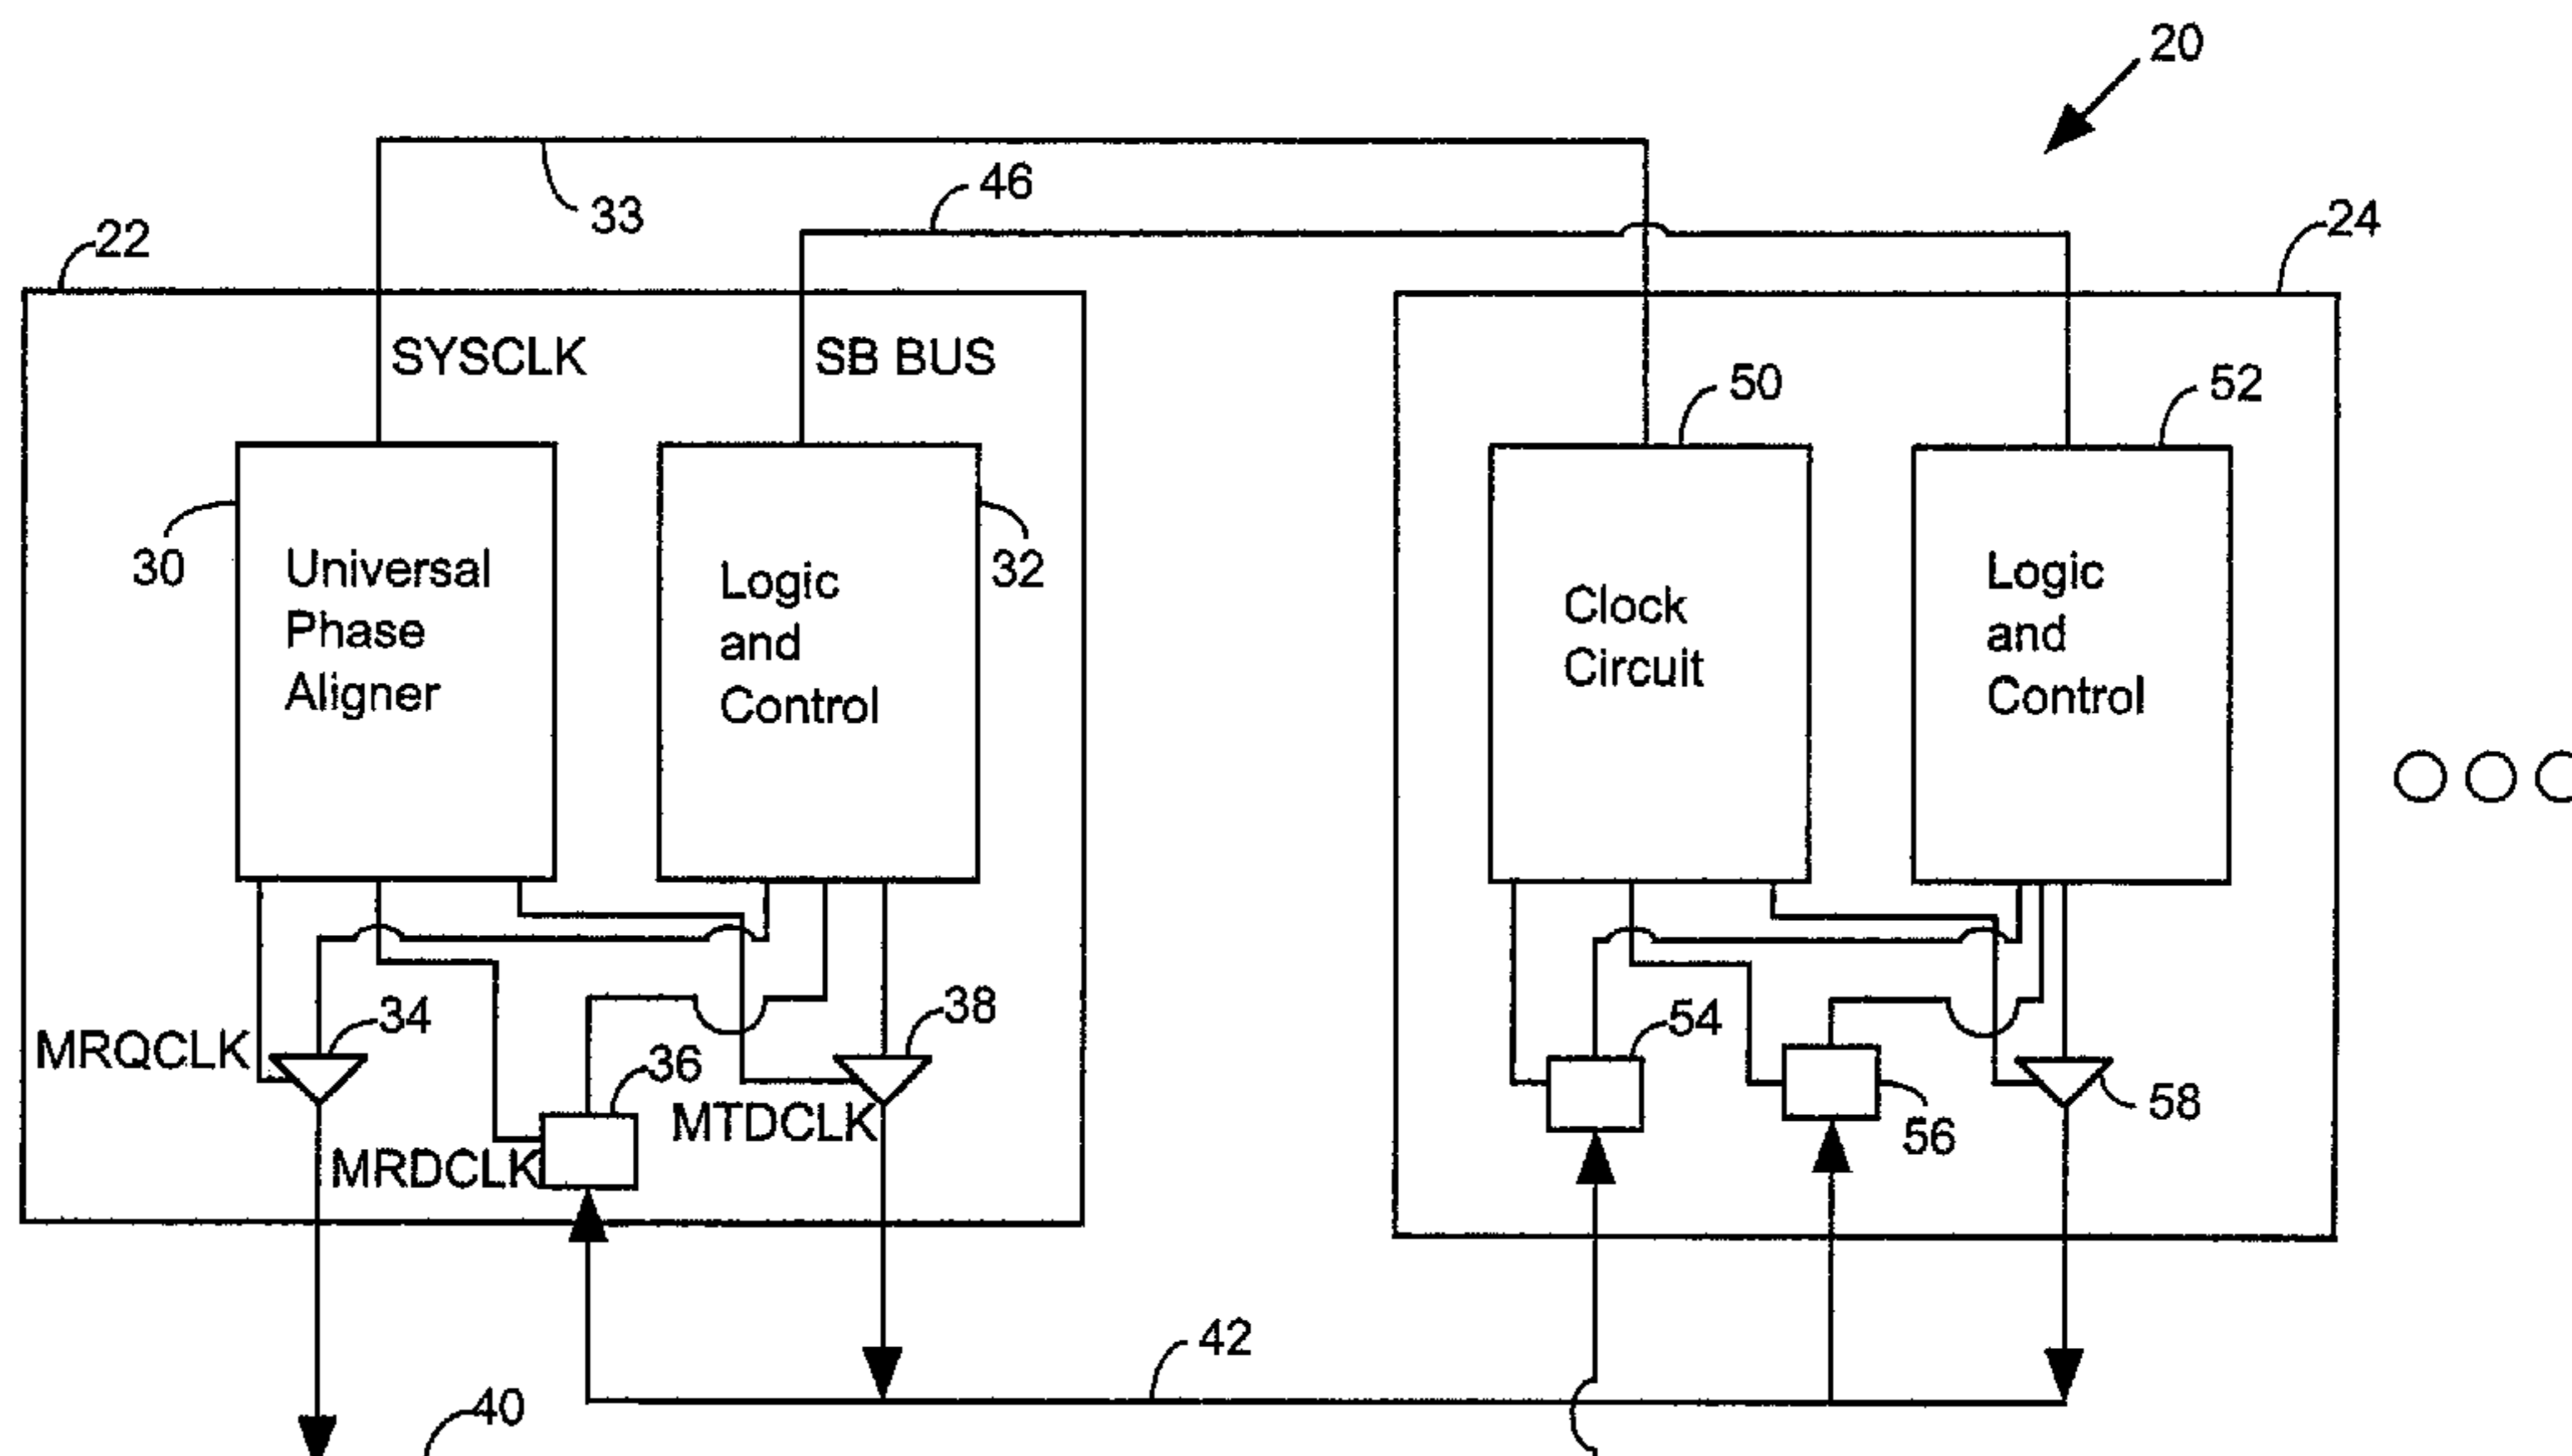 20
33
46
22
24
SYSCLK
SB BUS
50
52
30
Universal
Phase
Aligner
Logic
and
Control
32
Clock
Circuit
Logic
and
Control
MRQCLK
34
36
38
MTDCLK
MRDCLK
54
56
58
42
40